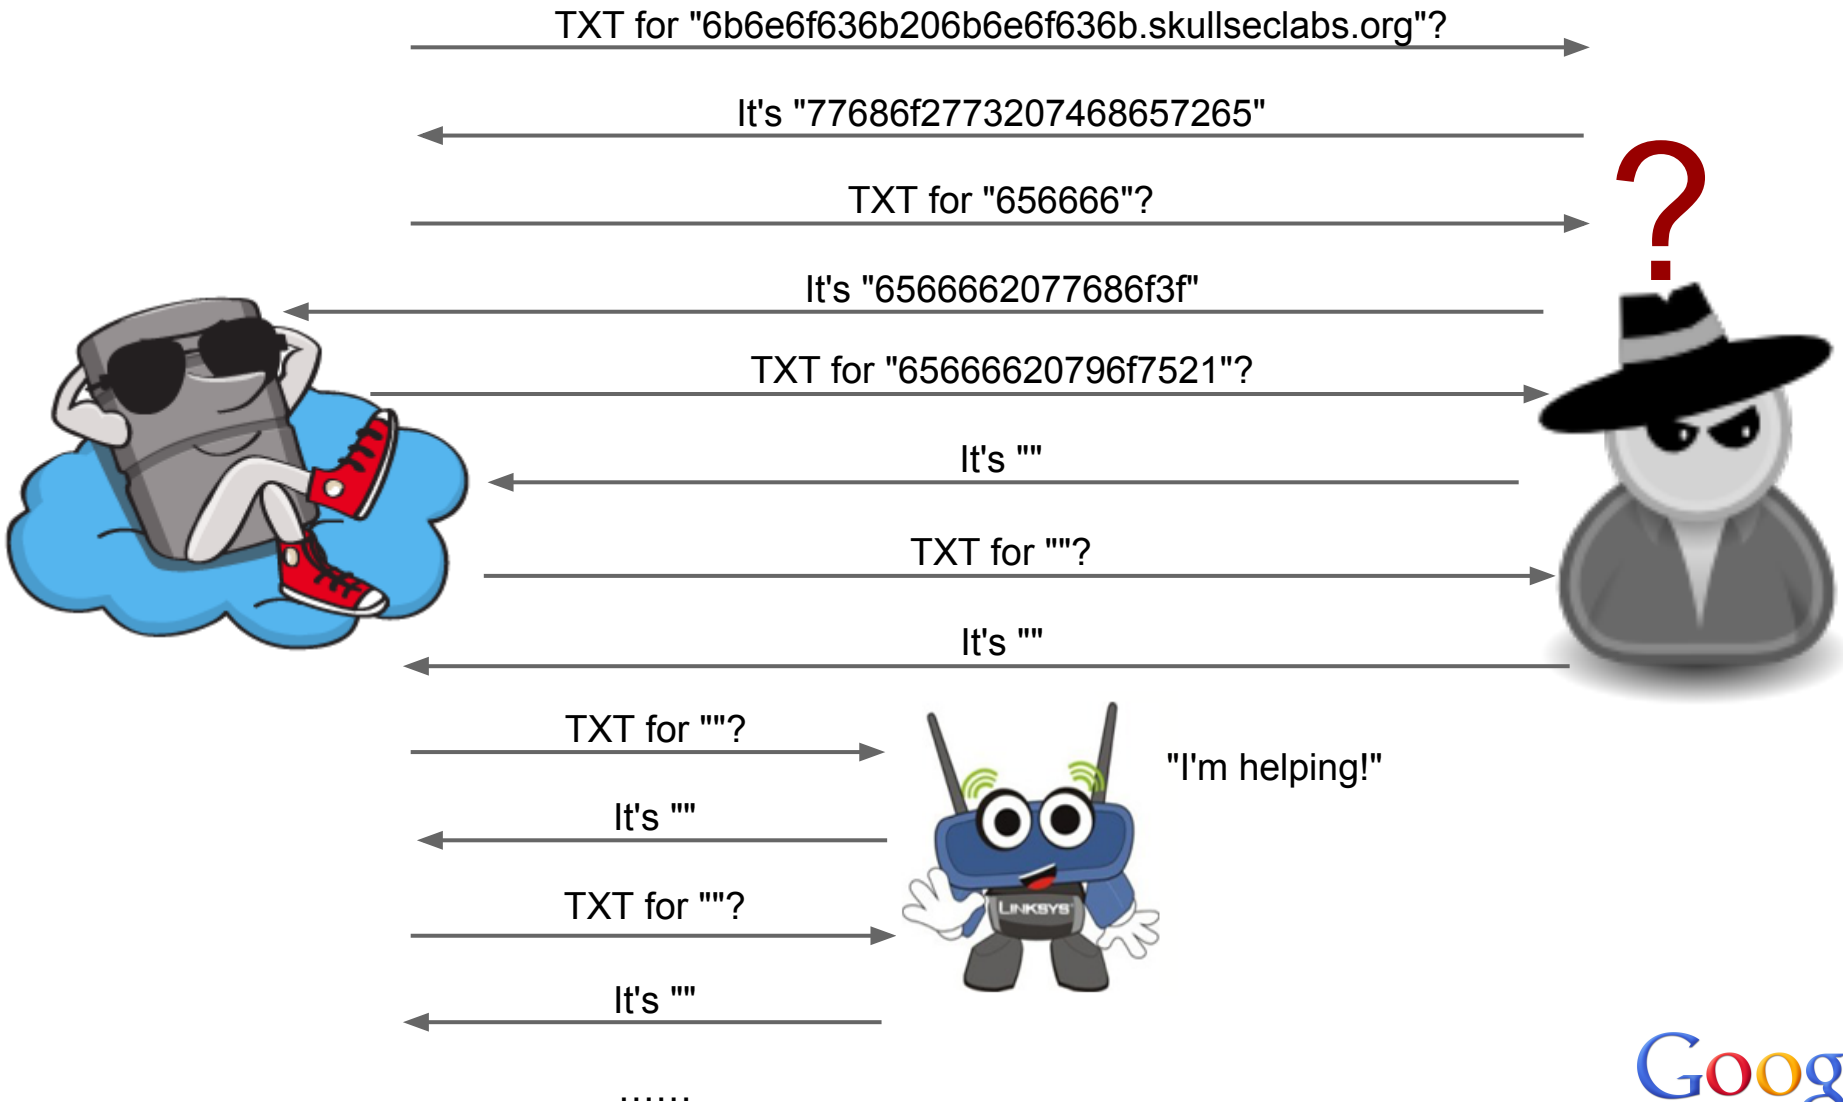 TXT for "6b6e6f636b206b6e6f636b.skullseclabs.org"?
It's "77686f2773207468657265"
TXT for "656666"?
?
It's "6566662077686f3f"
TXT for "65666620796f7521"?
It's ""
TXT for ""?
It's ""
TXT for ""?
"I'm helping!"
It's ""
TXT for ""?
LINKSYS
It's ""
......
Goog